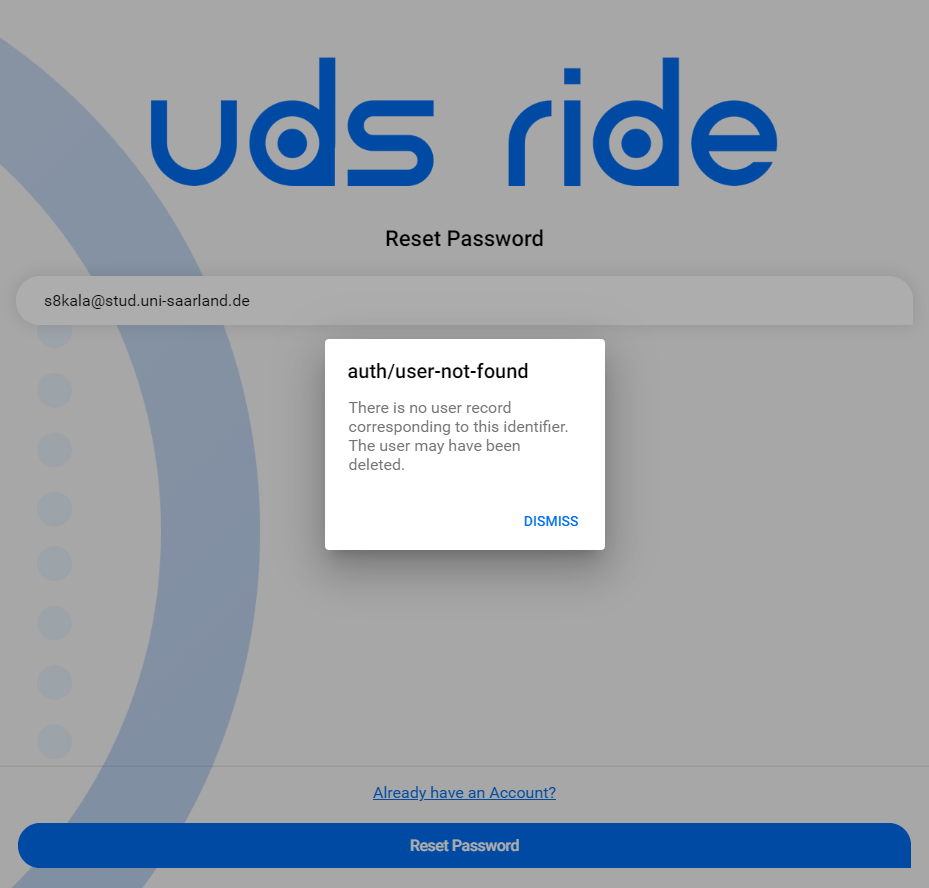 uds ride
Reset Password
s8kala@stud.uni-saarland.de
auth/user-not-found
There is no user record
corresponding to this identifier.
The user may have been
deleted.
DISMISS
Already have an Account?
Reset Password